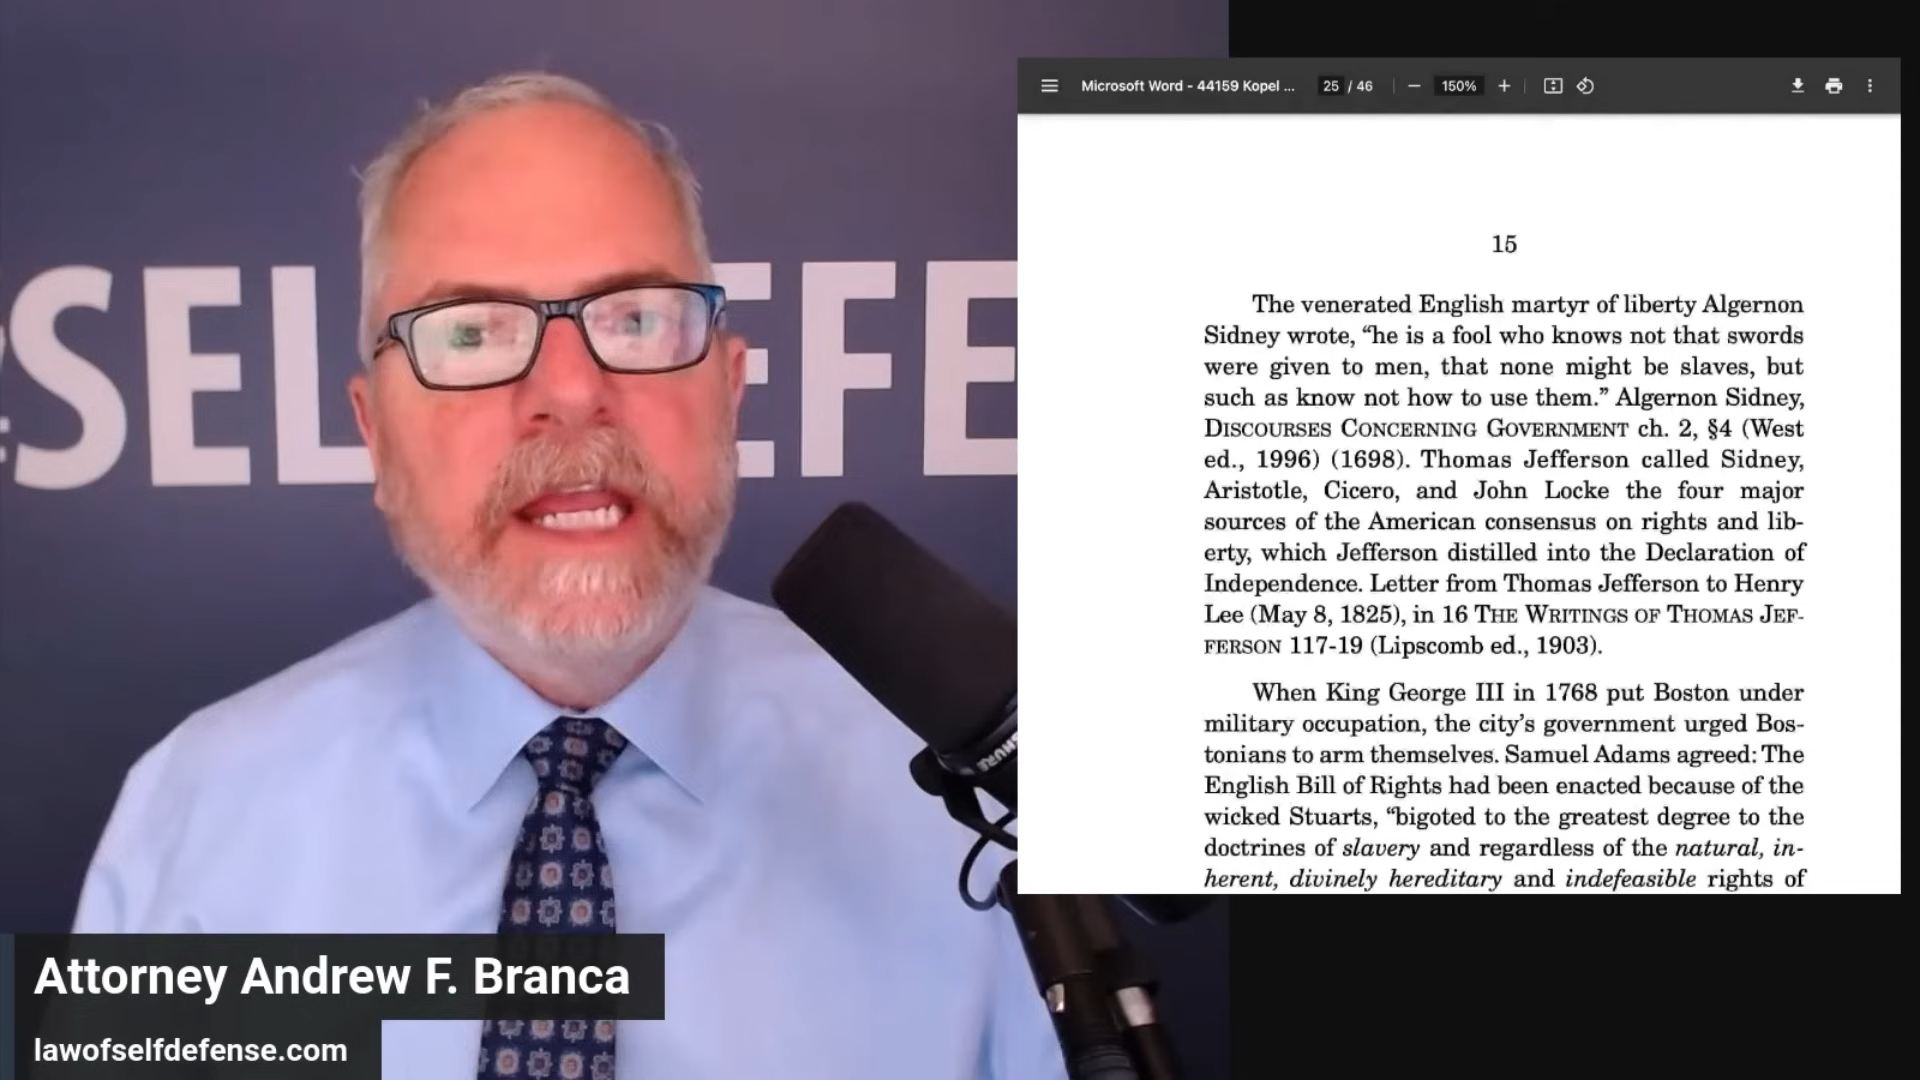 SEL EFE
SHURE
Microsoft Word - 44159 Kopel ... 25 / 46 150%
15
The venerated English martyr of liberty Algernon
Sidney wrote, “he is a fool who knows not that swords
were given to men, that none might be slaves, but
such as know not how to use them.” Algernon Sidney,
DISCOURSES CONCERNING GOVERNMENT ch. 2, §4 (West
ed., 1996) (1698). Thomas Jefferson called Sidney,
Aristotle, Cicero, and John Locke the four major
sources of the American consensus on rights and lib-
erty, which Jefferson distilled into the Declaration of
Independence. Letter from Thomas Jefferson to Henry
Lee (May 8, 1825), in 16 THE WRITINGS OF THOMAS JEF-
FERSON 117-19 (Lipscomb ed., 1903).
When King George III in 1768 put Boston under
military occupation, the city’s government urged Bos-
tonians to arm themselves. Samuel Adams agreed: The
English Bill of Rights had been enacted because of the
wicked Stuarts, “bigoted to the greatest degree to the
doctrines of slavery and regardless of the natural, in-
herent, divinely hereditary and indefeasible rights of
Attorney Andrew F. Branca
lawofselfdefense.com